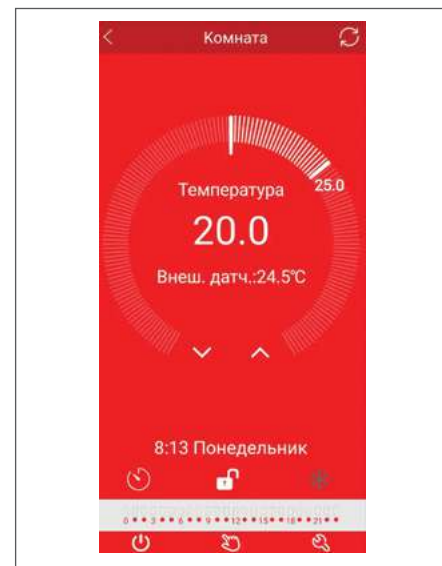 Комната
25.0
Температура
20.0
Внеш. датч.:24.5°C
8:13 Понедельник
0 • • 3 • • 6 • • 9 • • 12 • • 15 • • 18 • • 21 • •